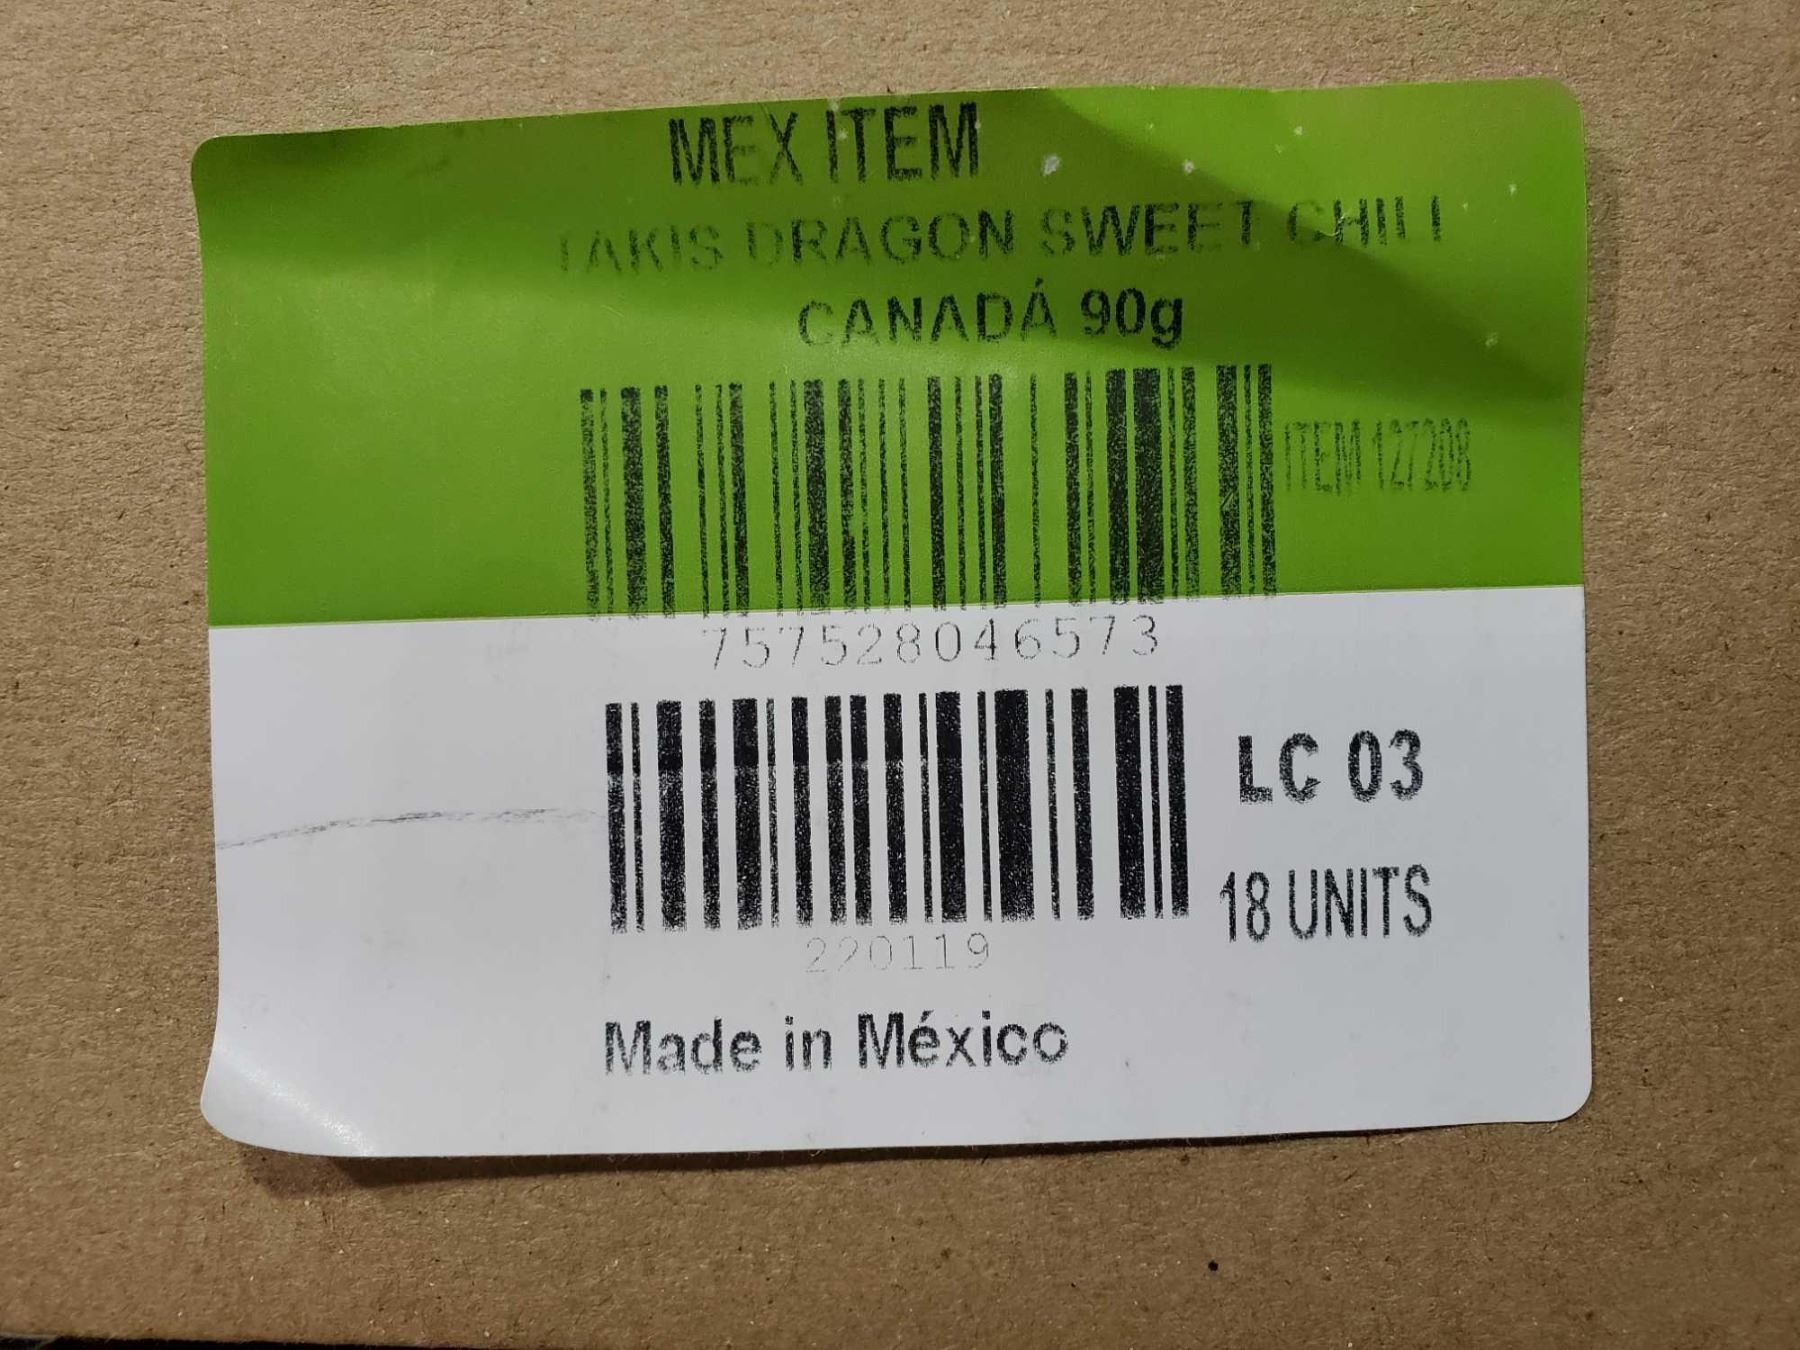 MEX ITEM
TAKIS DRAGON SWEET CHILI
CANADÁ 90g
ITEM 127208
757528046573
LC 03
18 UNITS
220119
Made in México